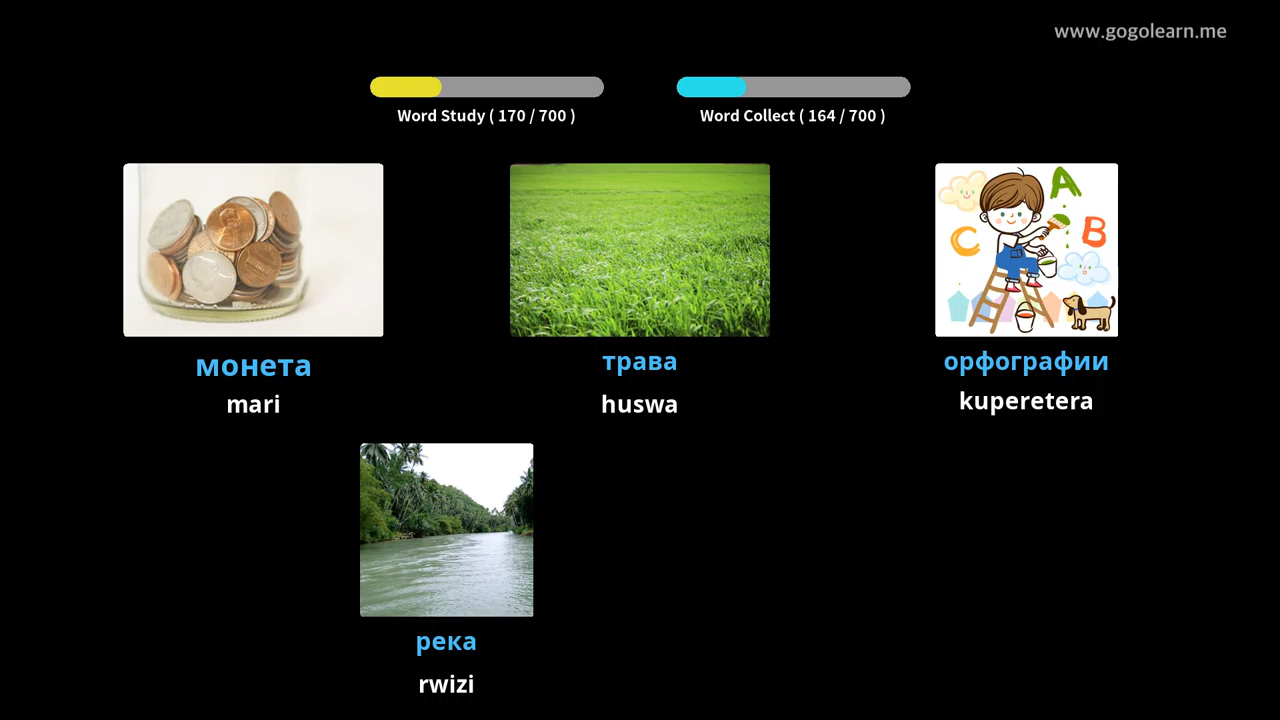 www.gogolearn.me
Word Study ( 170 / 700 )
Word Collect ( 164 / 700 )
A
B
C
монета
mari
трава
huswa
орфографии
kuperetera
река
rwizi